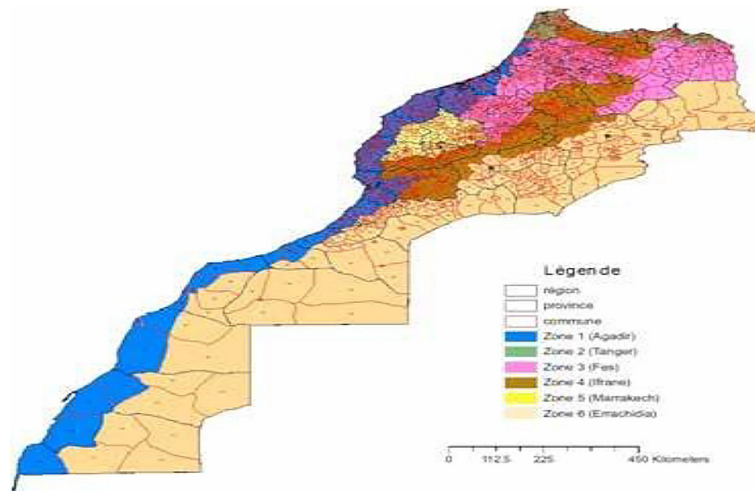 Légende
région
province
commune
Zone 1 (Agadir)
Zone 2 (Tanger)
Zone 3 (Fes)
Zone 4 (Ifrane)
Zone 5 (Marrakech)
Zone 6 (Errachidia)
0 112.5 225 450 Kilometers